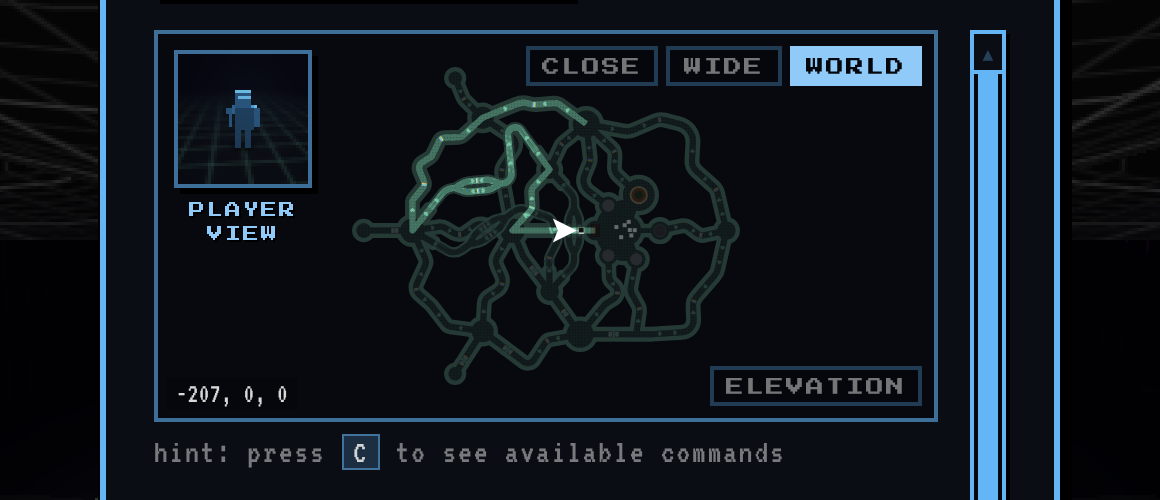 CLOSE WIDE WORLD
PLAYER
VIEW
-207, 0, 0
ELEVATION
hint: press C to see available commands